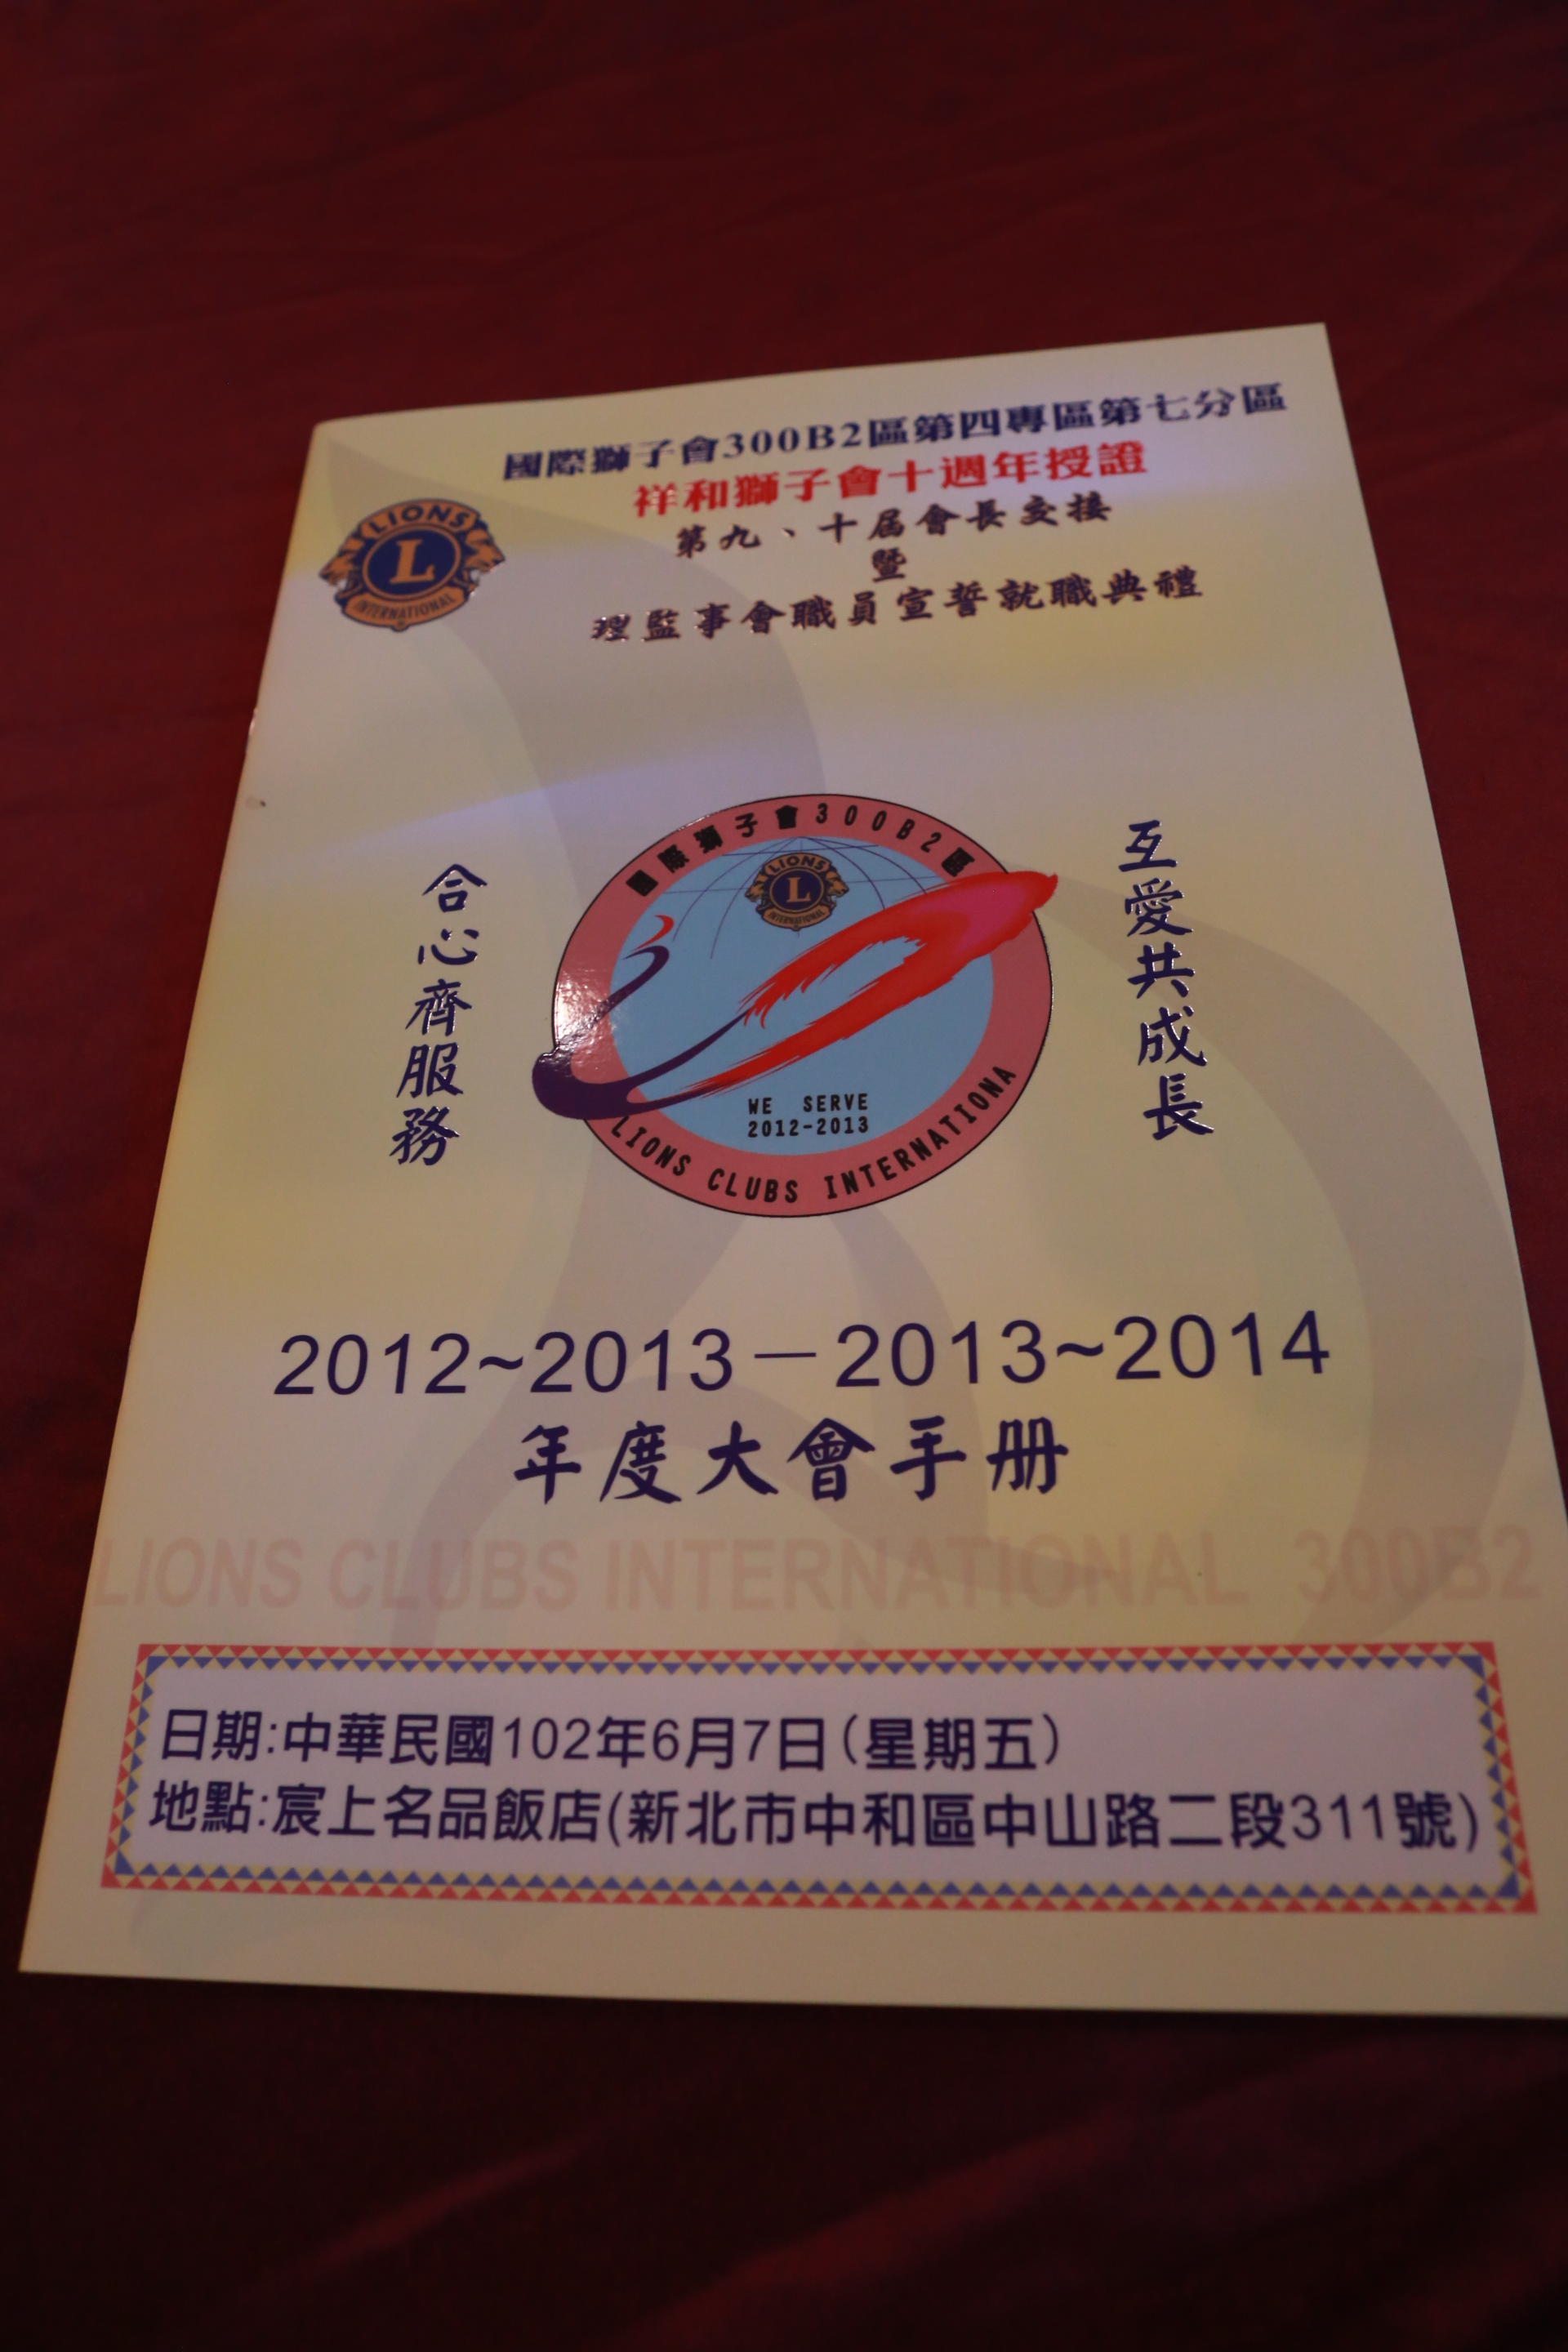 國際獅子會300B2區第四專區第七分區
祥和獅子會十週年授證
第九、十屆會長交接
暨
理監事會職員宣誓就職典禮
LIONS
L
INTERNATIONAL
合心齊服務
互愛共成長
國際獅子會300B2區
LIONS
L
INTERNATIONAL
WE SERVE
2012-2013
LIONS CLUBS INTERNATIONA
2012~2013－2013~2014
年度大會手册
LIONS CLUBS INTERNATIONAL 300B2
日期:中華民國102年6月7日(星期五)
地點:宸上名品飯店(新北市中和區中山路二段311號)